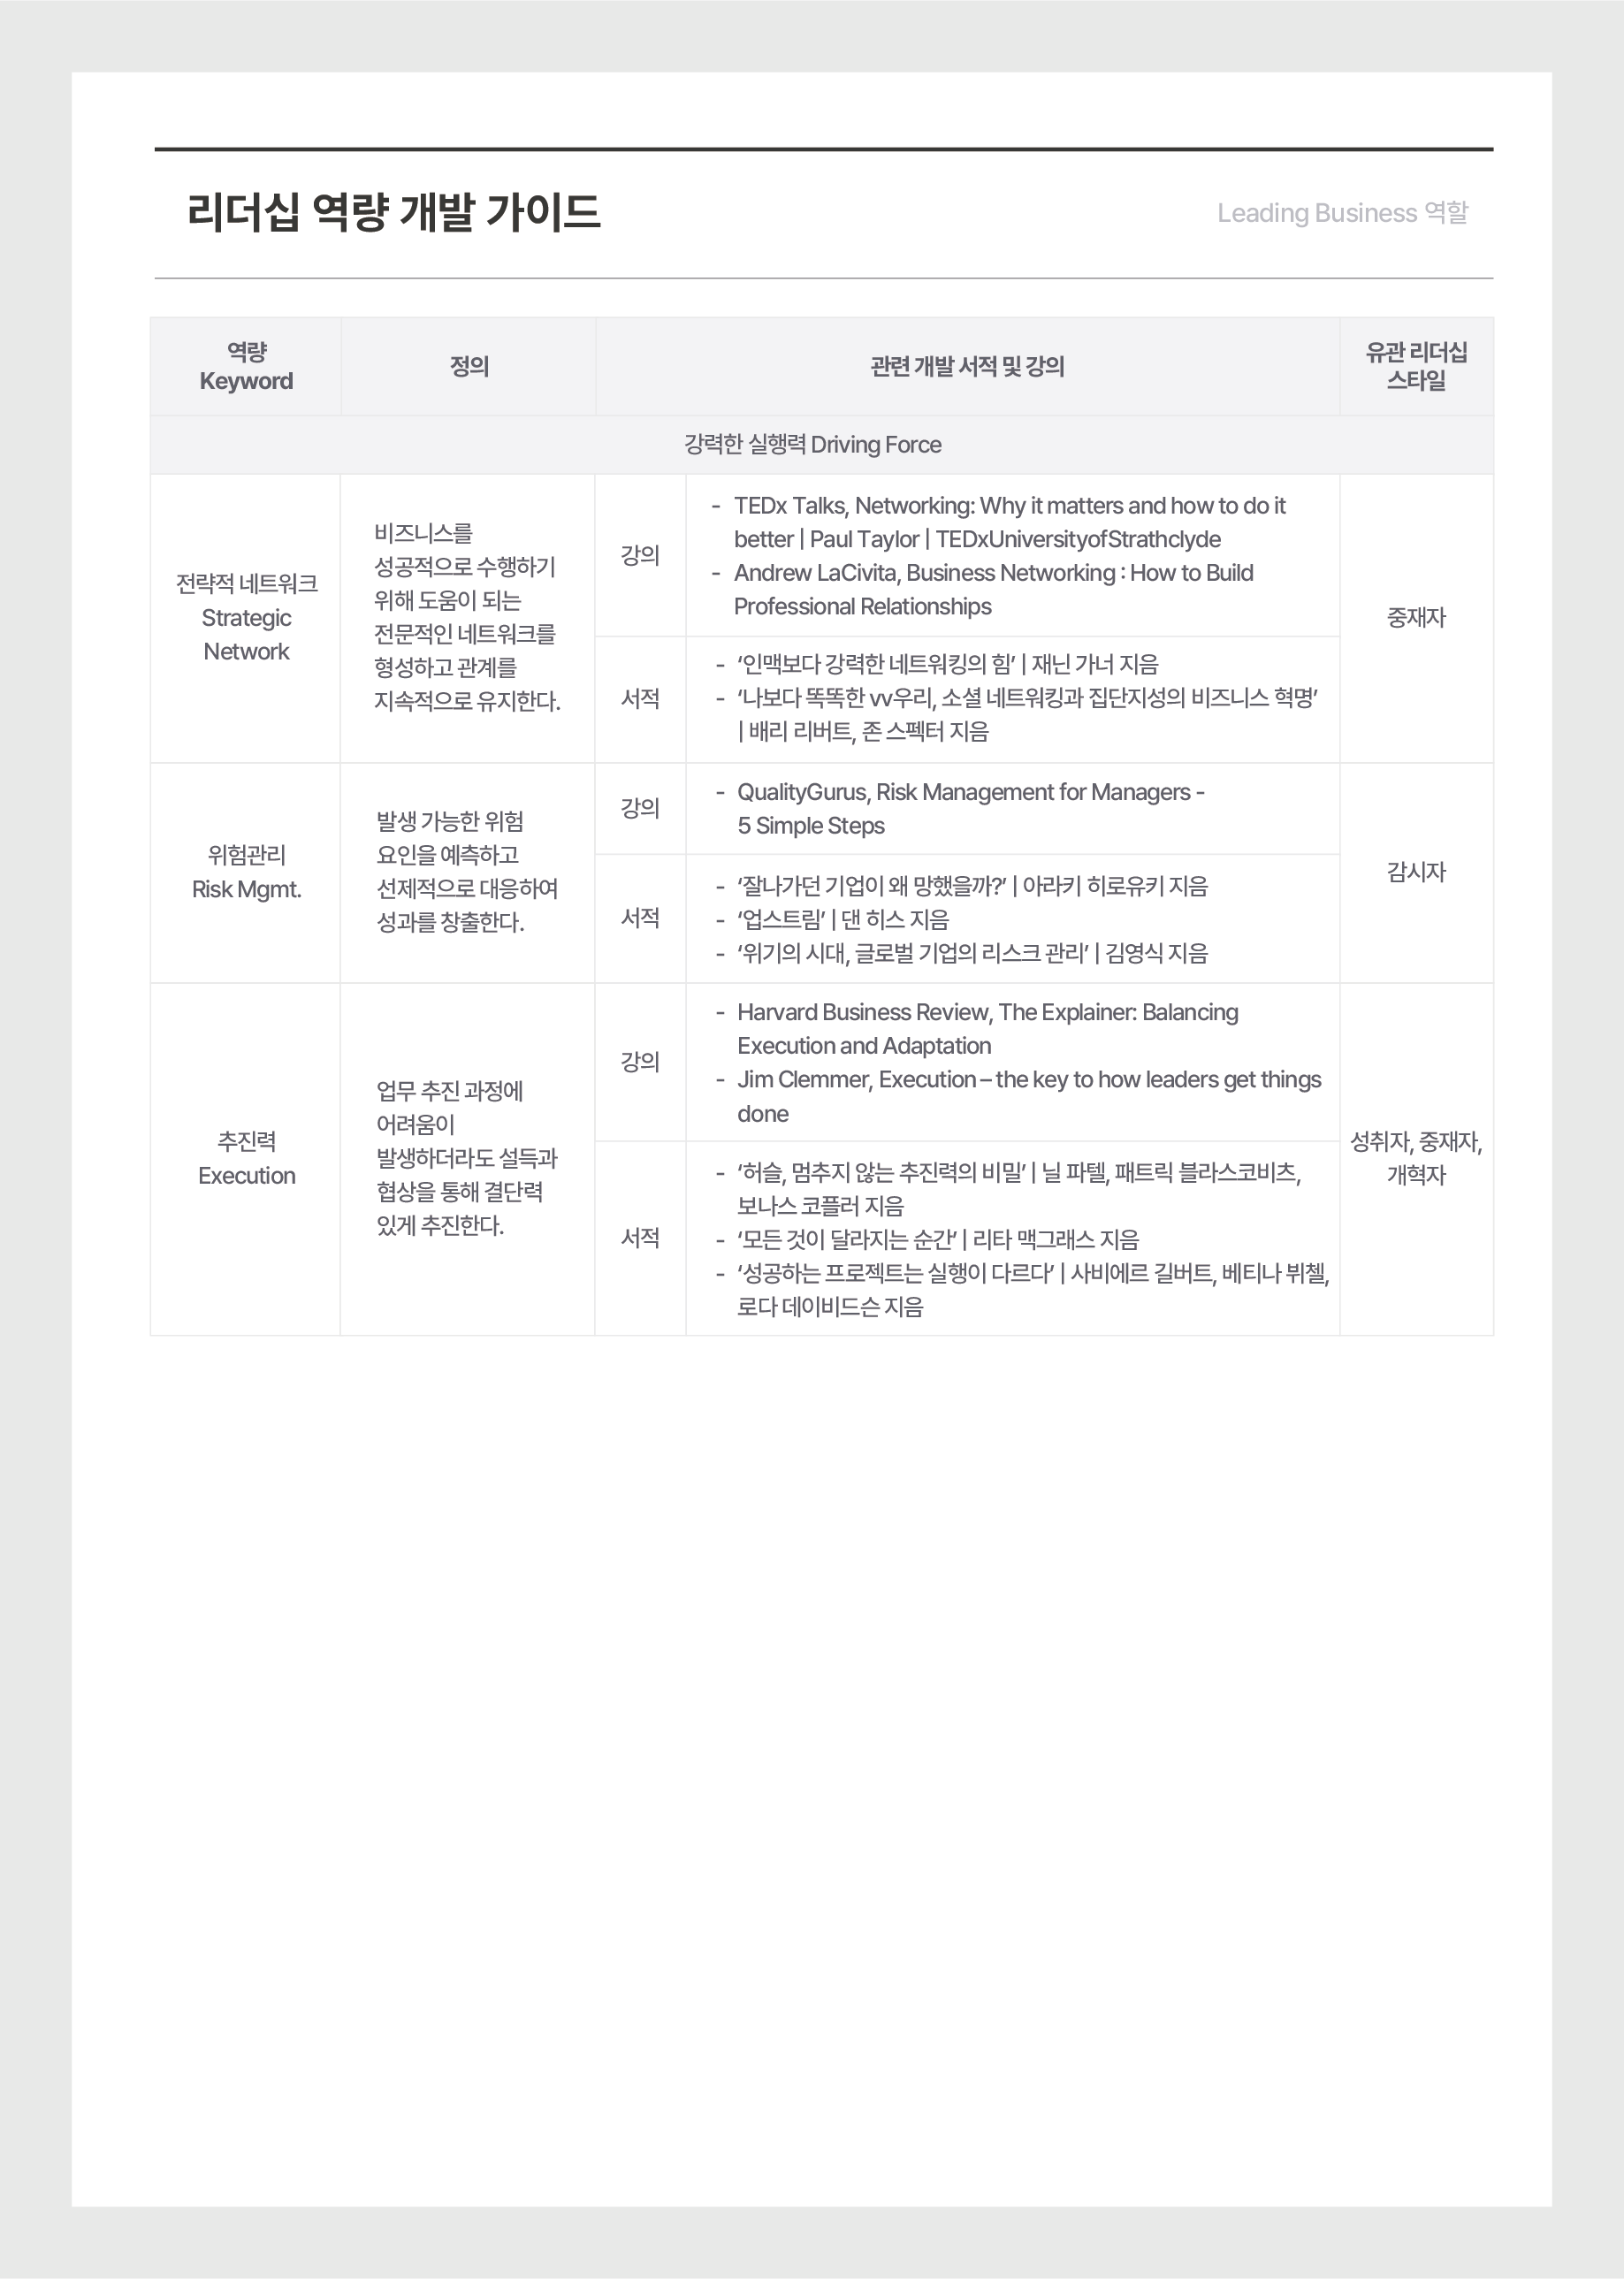 리더십 역량 개발 가이드
Leading Business 역할
역량
Keyword
정의
관련 개발 서적 및 강의
유관 리더십
스타일
강력한 실행력 Driving Force
전략적 네트워크
Strategic
Network
비즈니스를
성공적으로 수행하기
위해 도움이 되는
전문적인 네트워크를
형성하고 관계를
지속적으로 유지한다.
강의
- TEDx Talks, Networking: Why it matters and how to do it
better | Paul Taylor | TEDxUniversityofStrathclyde
- Andrew LaCivita, Business Networking : How to Build
Professional Relationships
서적
- ‘인맥보다 강력한 네트워킹의 힘’ | 재닌 가너 지음
- ‘나보다 똑똑한 vv우리, 소셜 네트워킹과 집단지성의 비즈니스 혁명’
| 배리 리버트, 존 스펙터 지음
중재자
위험관리
Risk Mgmt.
발생 가능한 위험
요인을 예측하고
선제적으로 대응하여
성과를 창출한다.
강의
- QualityGurus, Risk Management for Managers -
5 Simple Steps
서적
- ‘잘나가던 기업이 왜 망했을까?’ | 아라키 히로유키 지음
- ‘업스트림’ | 댄 히스 지음
- ‘위기의 시대, 글로벌 기업의 리스크 관리’ | 김영식 지음
감시자
추진력
Execution
업무 추진 과정에
어려움이
발생하더라도 설득과
협상을 통해 결단력
있게 추진한다.
강의
- Harvard Business Review, The Explainer: Balancing
Execution and Adaptation
- Jim Clemmer, Execution – the key to how leaders get things
done
서적
- ‘허슬, 멈추지 않는 추진력의 비밀’ | 닐 파텔, 패트릭 블라스코비츠,
보나스 코플러 지음
- ‘모든 것이 달라지는 순간’ | 리타 맥그래스 지음
- ‘성공하는 프로젝트는 실행이 다르다’ | 사비에르 길버트, 베티나 뷔첼,
로다 데이비드슨 지음
성취자, 중재자,
개혁자